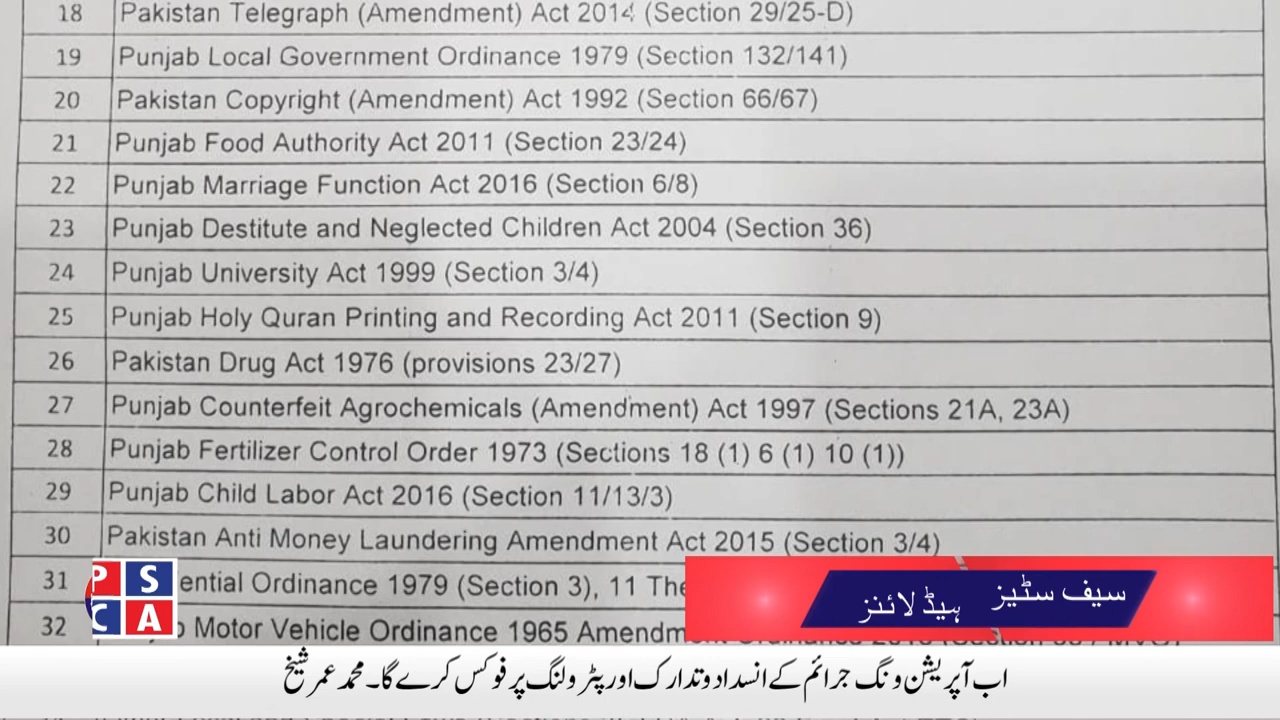 18 Pakistan Telegraph (Amendment) Act 2014 (Section 29/25-D)
19 Punjab Local Government Ordinance 1979 (Section 132/141)
20 Pakistan Copyright (Amendment) Act 1992 (Section 66/67)
21 Punjab Food Authority Act 2011 (Section 23/24)
22 Punjab Marriage Function Act 2016 (Section 6/8)
23 Punjab Destitute and Neglected Children Act 2004 (Section 36)
24 Punjab University Act 1999 (Section 3/4)
25 Punjab Holy Quran Printing and Recording Act 2011 (Section 9)
26 Pakistan Drug Act 1976 (provisions 23/27)
27 Punjab Counterfeit Agrochemicals (Amendment) Act 1997 (Sections 21A, 23A)
28 Punjab Fertilizer Control Order 1973 (Sections 18 (1) 6 (1) 10 (1))
29 Punjab Child Labor Act 2016 (Section 11/13/3)
30 Pakistan Anti Money Laundering Amendment Act 2015 (Section 3/4)
31 ential Ordinance 1979 (Section 3), 11 The
32 Motor Vehicle Ordinance 1965
PSCA
سیف سٹیز ہیڈلائنز
اب آپریشن ونگ جرائم کے انسداد و تدارک اور پٹرولنگ پر فوکس کرے گا۔ محمد عمر شیخ